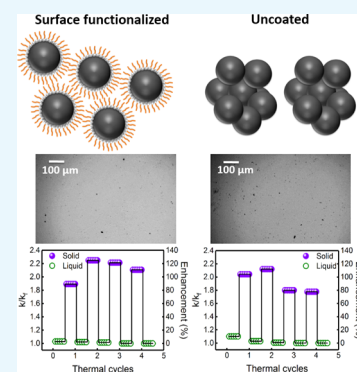 Surface functionalized
Uncoated
100 µm
100 µm
2.4
2.2
2.0
1.8
1.6
1.4
1.2
1.0
k/kf
Solid
Liquid
140
120
100
80
60
40
20
0
Enhancement (%)
0 1 2 3 4 5
Thermal cycles
2.4
2.2
2.0
1.8
1.6
1.4
1.2
1.0
k/kf
Solid
Liquid
140
120
100
80
60
40
20
0
Enhancement (%)
0 1 2 3 4 5
Thermal cycles